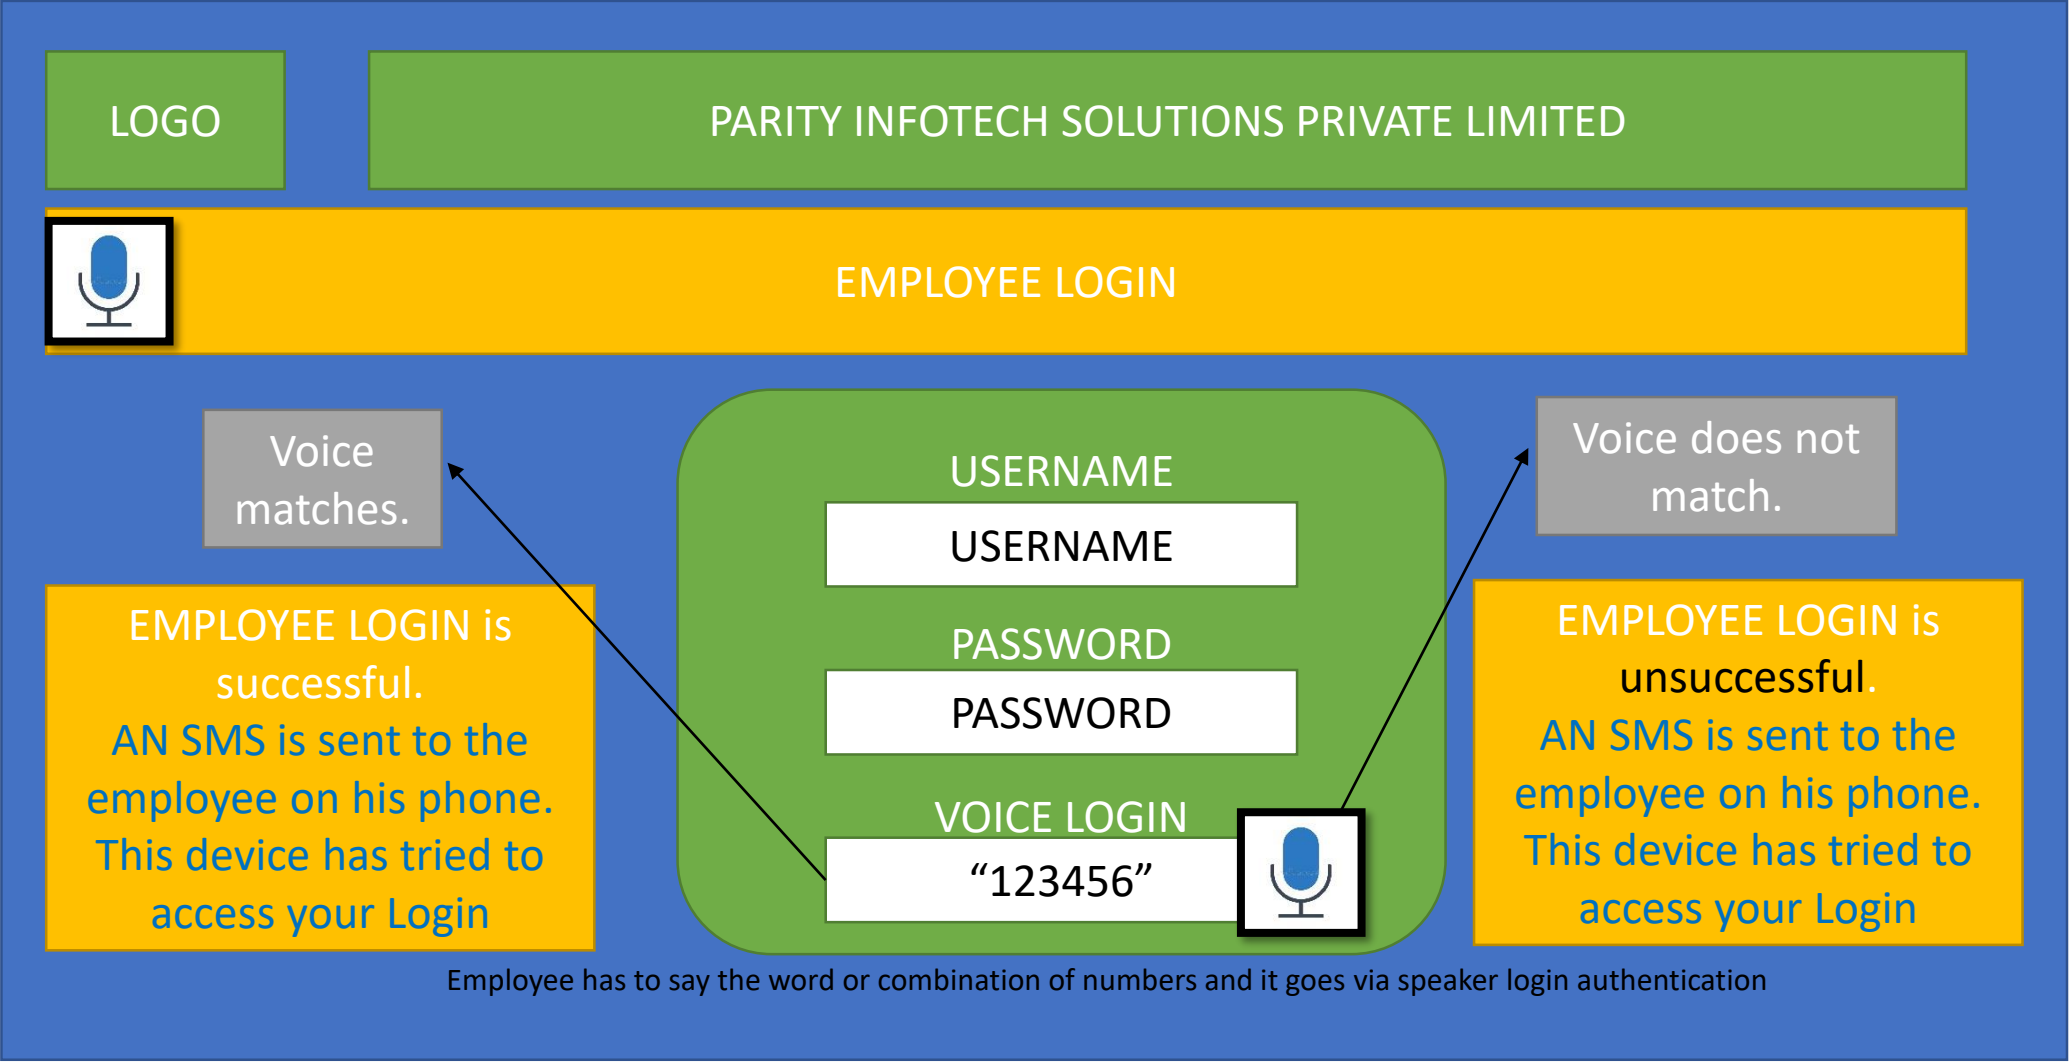 LOGO
PARITY INFOTECH SOLUTIONS PRIVATE LIMITED
EMPLOYEE LOGIN
Voice
matches.
EMPLOYEE LOGIN is
successful.
AN SMS is sent to the
employee on his phone.
This device has tried to
access your Login
USERNAME
USERNAME
PASSWORD
PASSWORD
VOICE LOGIN
“123456”
Voice does not
match.
EMPLOYEE LOGIN is
unsuccessful.
AN SMS is sent to the
employee on his phone.
This device has tried to
access your Login
Employee has to say the word or combination of numbers and it goes via speaker login authentication